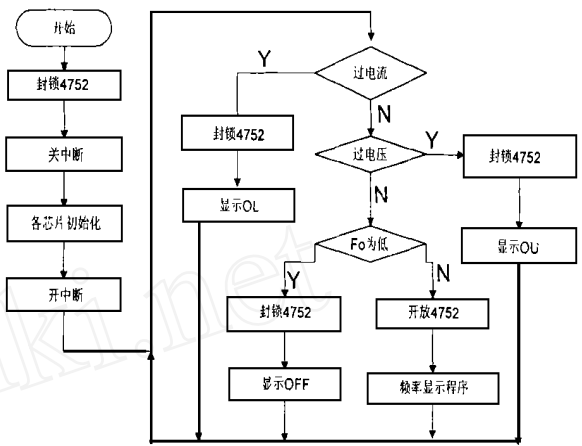 开始
封锁4752
关中断
各芯片初始化
开中断
过电流
Y
N
封锁4752
显示OL
过电压
Y
N
封锁4752
显示OU
Fo为低
Y
N
封锁4752
显示OFF
开放4752
频率显示程序